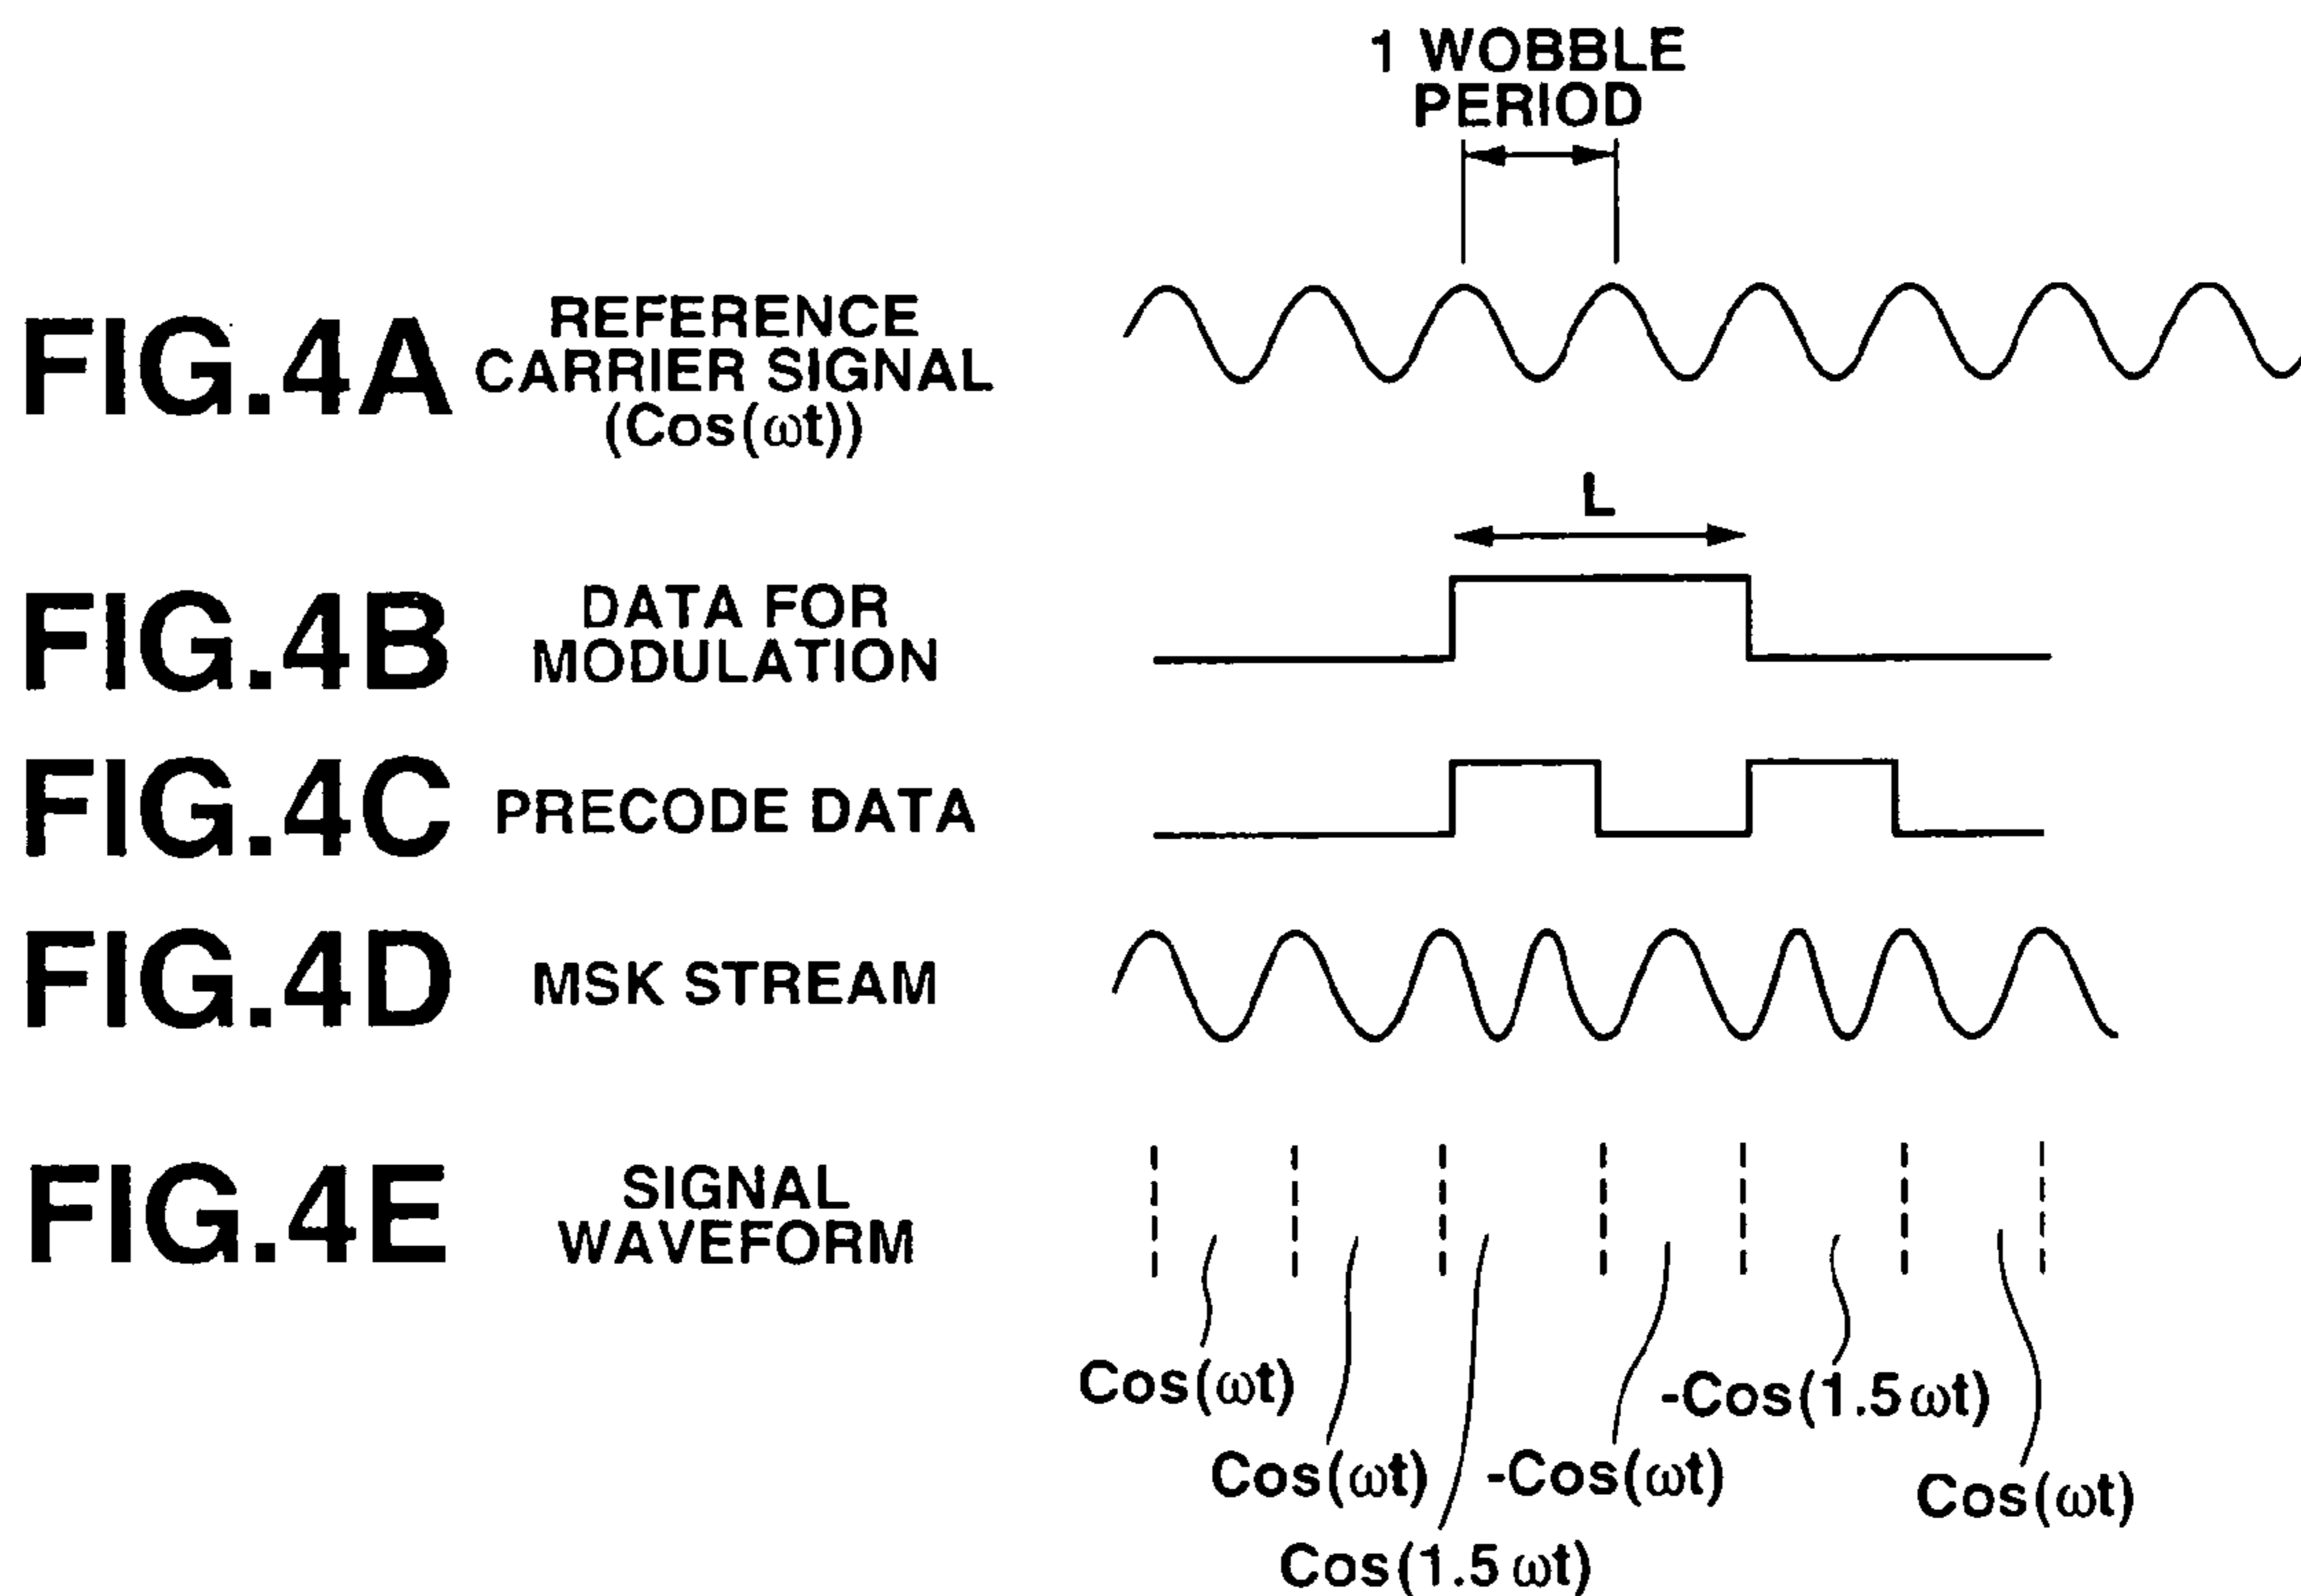 1 WOBBLE
PERIOD
FIG.4A
REFERENCE
CARRIER SIGNAL
(Cos(ωt))
L
FIG.4B
DATA FOR
MODULATION
FIG.4C
PRECODE DATA
FIG.4D
MSK STREAM
FIG.4E
SIGNAL
WAVEFORM
Cos(ωt)
-Cos(1.5ωt)
Cos(ωt)
-Cos(ωt)
Cos(ωt)
Cos(1.5ωt)